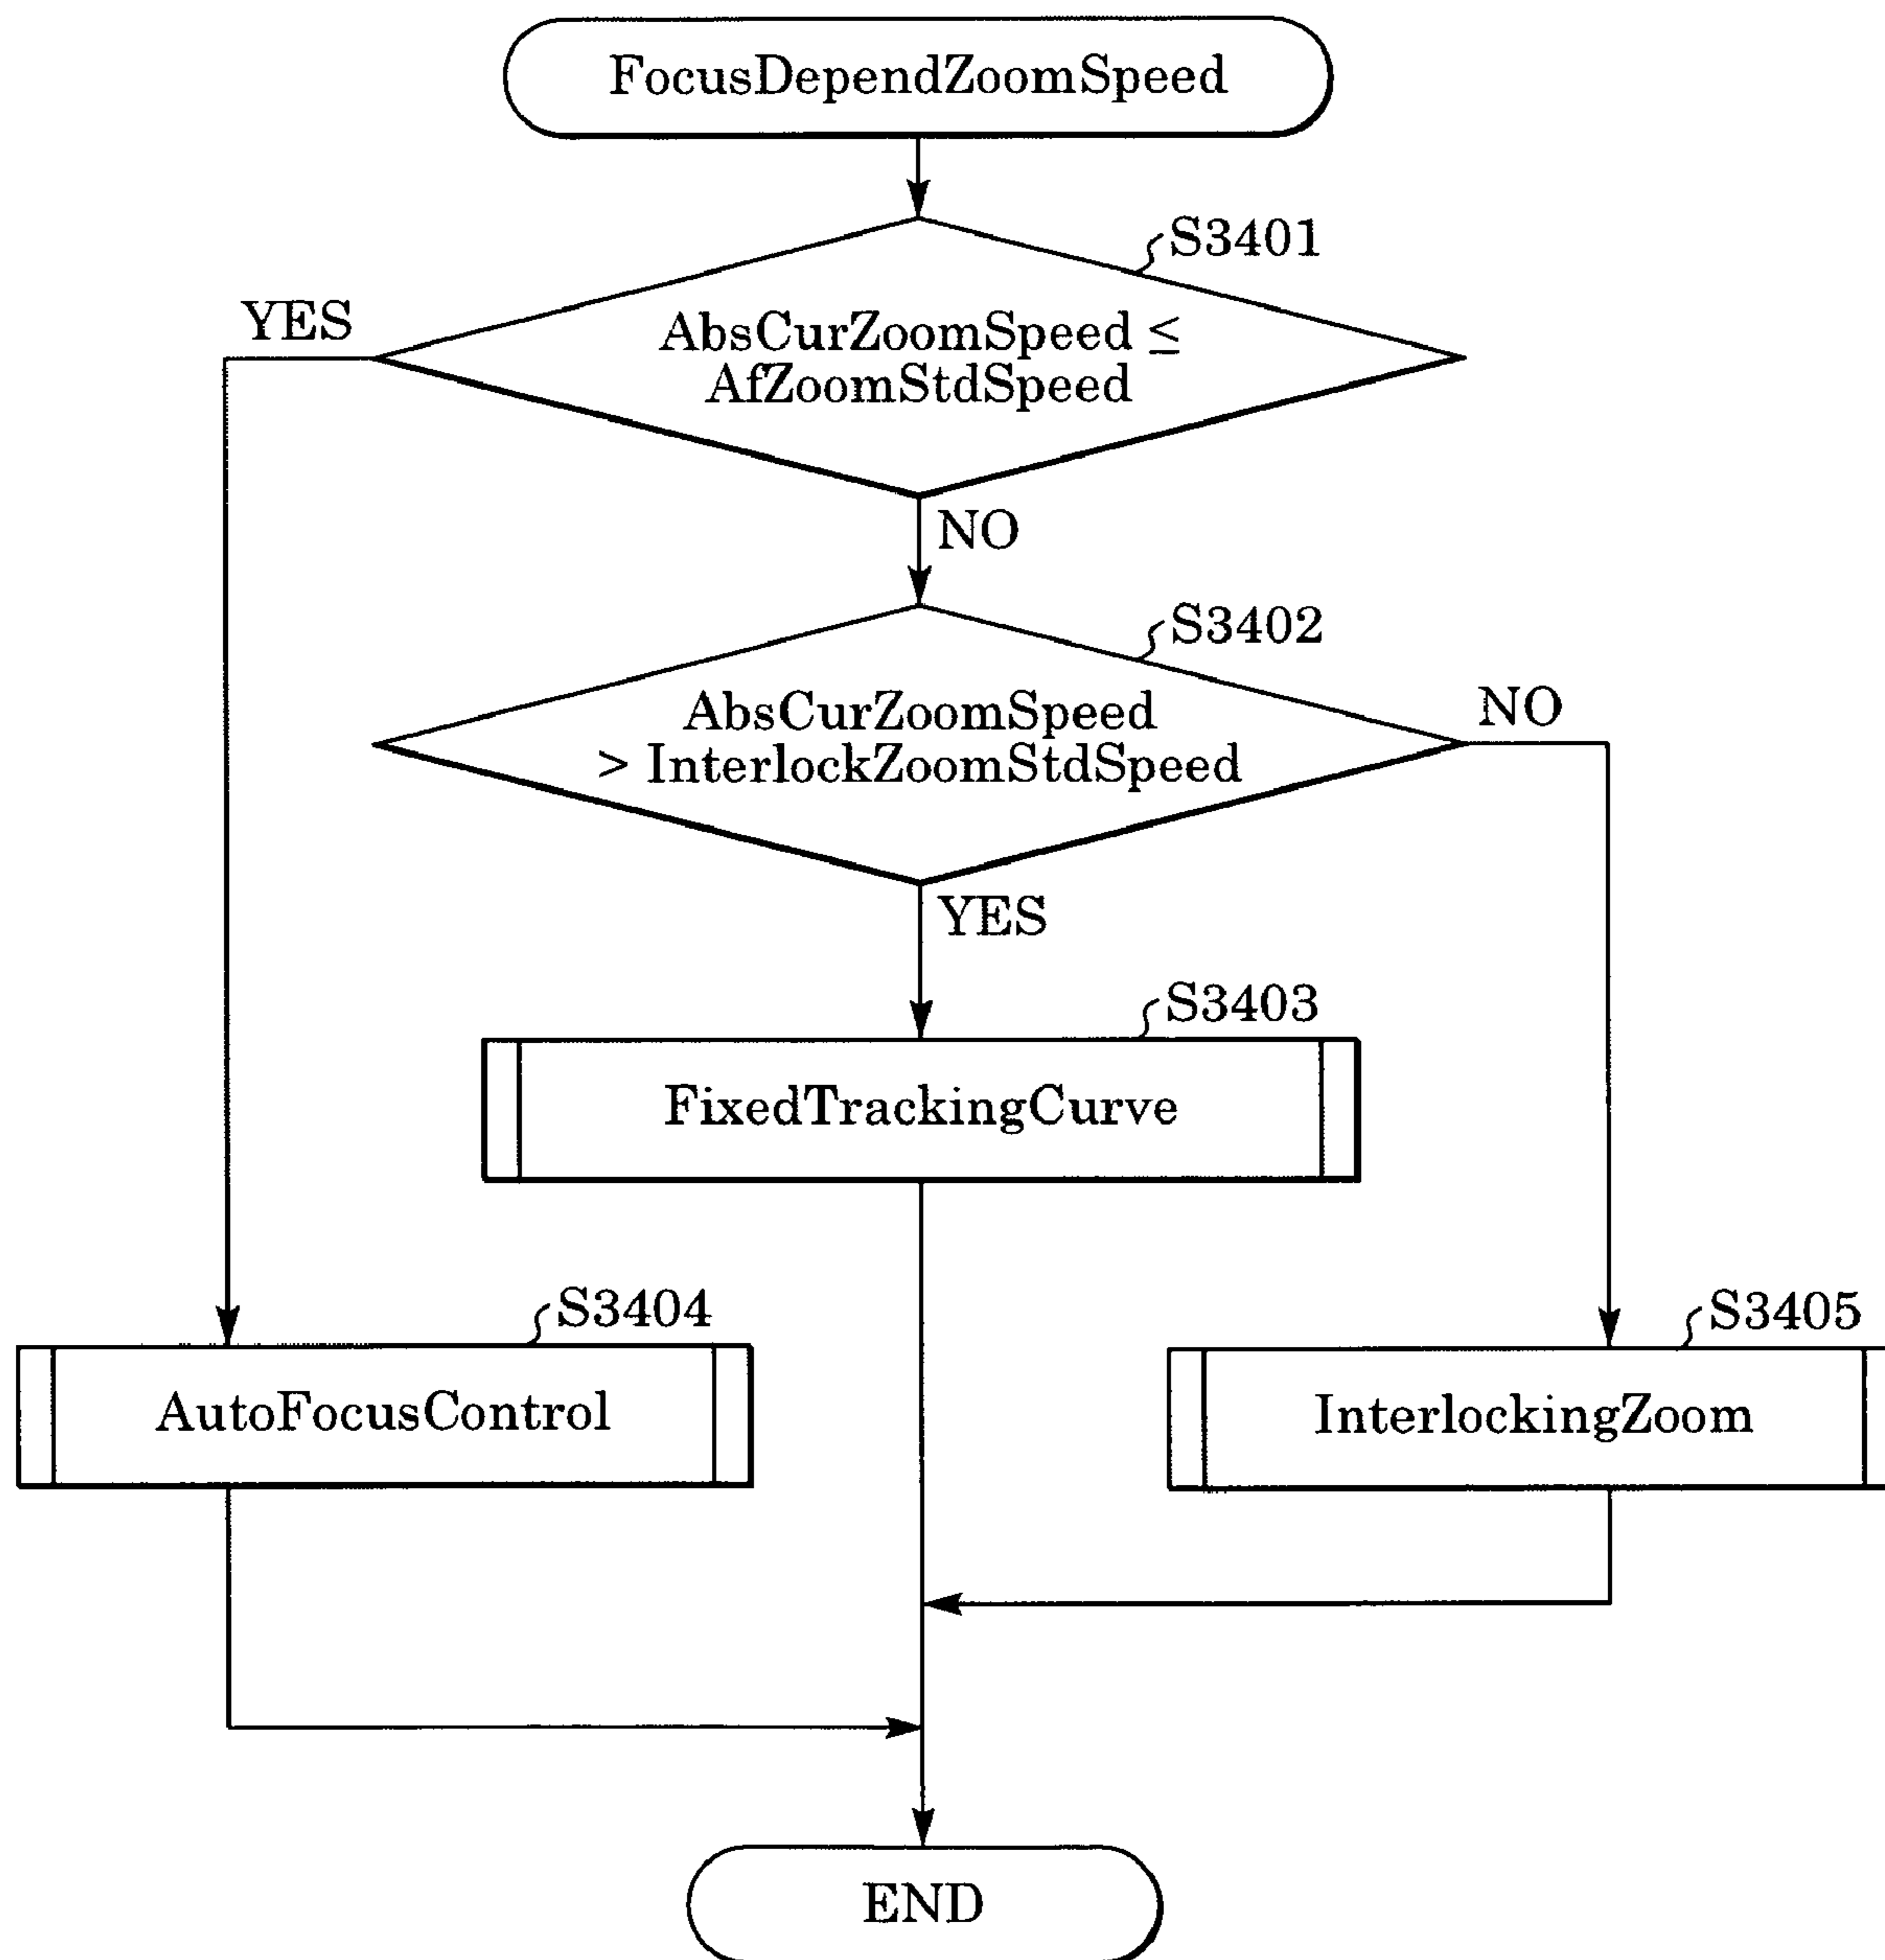 FocusDependZoomSpeed
S3401
YES
AbsCurZoomSpeed ≤
AfZoomStdSpeed
NO
S3402
AbsCurZoomSpeed
> InterlockZoomStdSpeed
NO
YES
S3403
FixedTrackingCurve
S3404
AutoFocusControl
S3405
InterlockingZoom
END